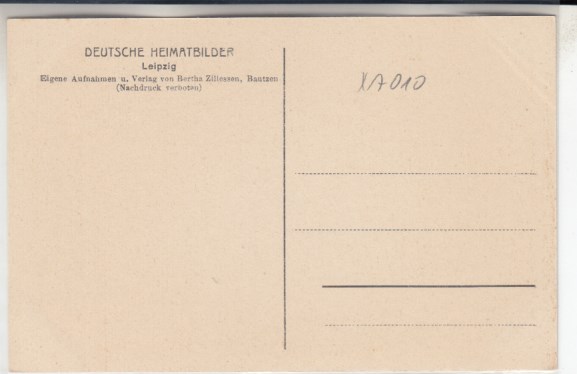 DEUTSCHE HEIMATBILDER
Leipzig
Eigene Aufnahmen u. Verlag von Bertha Zillessen, Bautzen
(Nachdruck verboten)
XA010